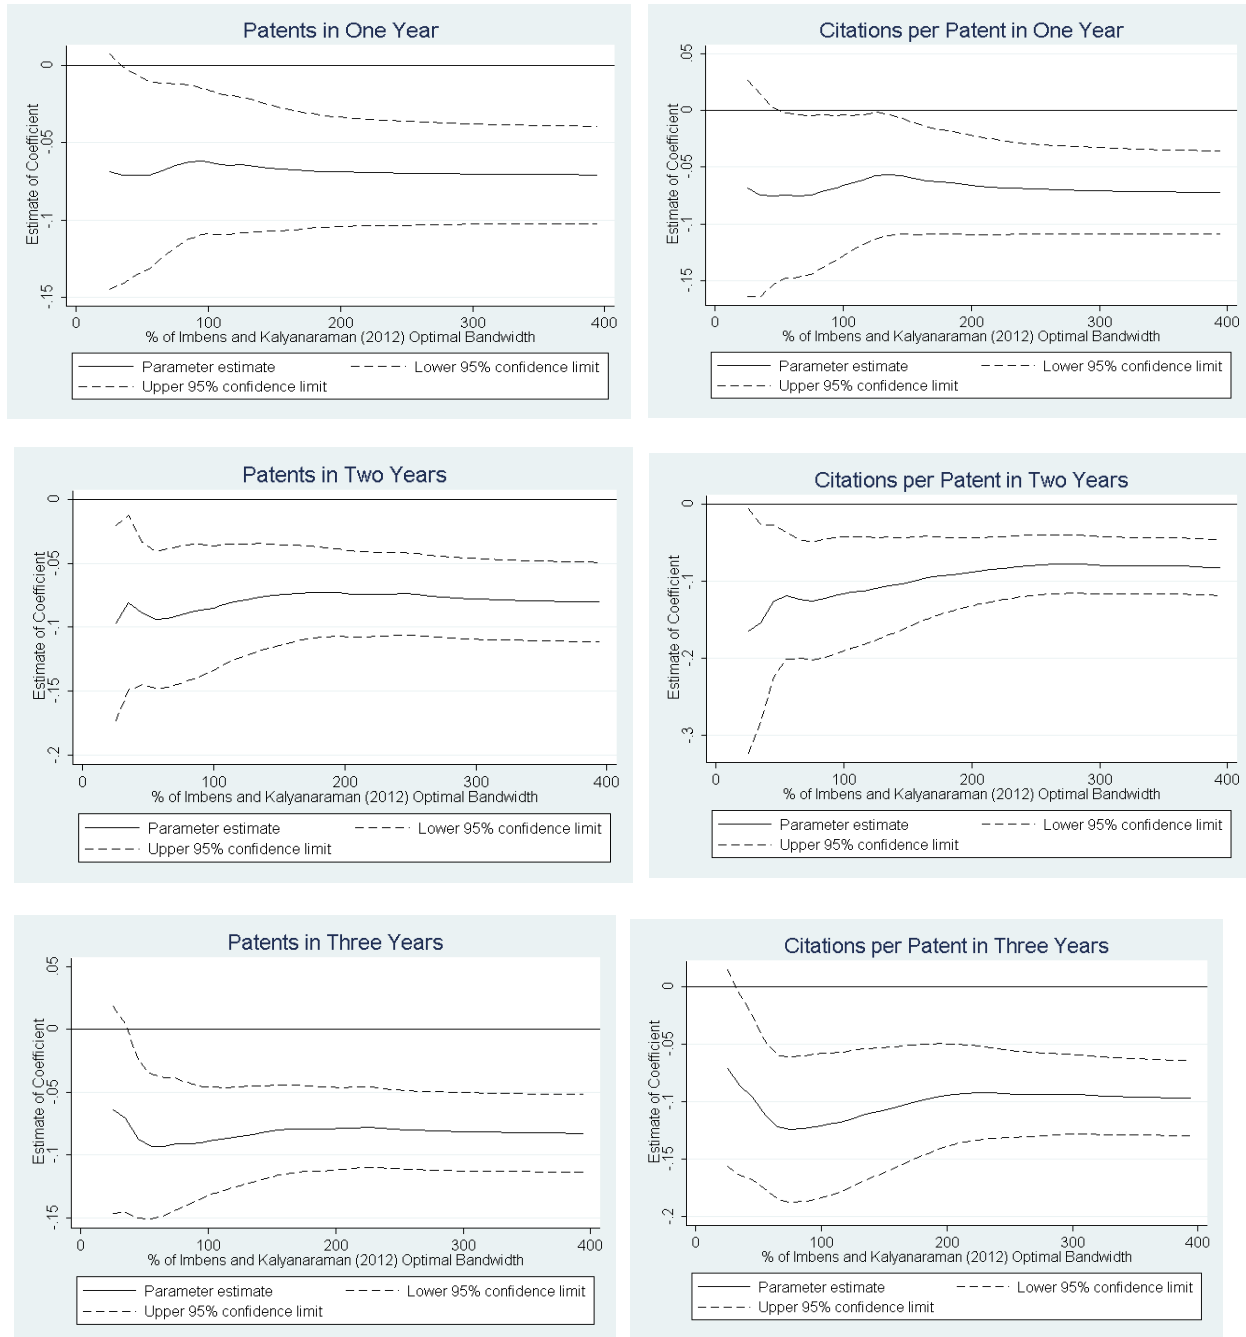 Patents in One Year
Estimate of Coefficient
0
-.05
-.1
-.15
0 100 200 300 400
% of Imbens and Kalyanaraman (2012) Optimal Bandwidth
Parameter estimate Lower 95% confidence limit
Upper 95% confidence limit
Citations per Patent in One Year
Estimate of Coefficient
.05
0
-.05
-.1
-.15
0 100 200 300 400
% of Imbens and Kalyanaraman (2012) Optimal Bandwidth
Parameter estimate Lower 95% confidence limit
Upper 95% confidence limit
Patents in Two Years
Estimate of Coefficient
0
-.05
-.1
-.15
-.2
0 100 200 300 400
% of Imbens and Kalyanaraman (2012) Optimal Bandwidth
Parameter estimate Lower 95% confidence limit
Upper 95% confidence limit
Citations per Patent in Two Years
Estimate of Coefficient
0
-.1
-.2
-.3
0 100 200 300 400
% of Imbens and Kalyanaraman (2012) Optimal Bandwidth
Parameter estimate Lower 95% confidence limit
Upper 95% confidence limit
Patents in Three Years
Estimate of Coefficient
.05
0
-.05
-.1
-.15
0 100 200 300 400
% of Imbens and Kalyanaraman (2012) Optimal Bandwidth
Parameter estimate Lower 95% confidence limit
Upper 95% confidence limit
Citations per Patent in Three Years
Estimate of Coefficient
0
-.05
-.1
-.15
-.2
0 100 200 300 400
% of Imbens and Kalyanaraman (2012) Optimal Bandwidth
Parameter estimate Lower 95% confidence limit
Upper 95% confidence limit